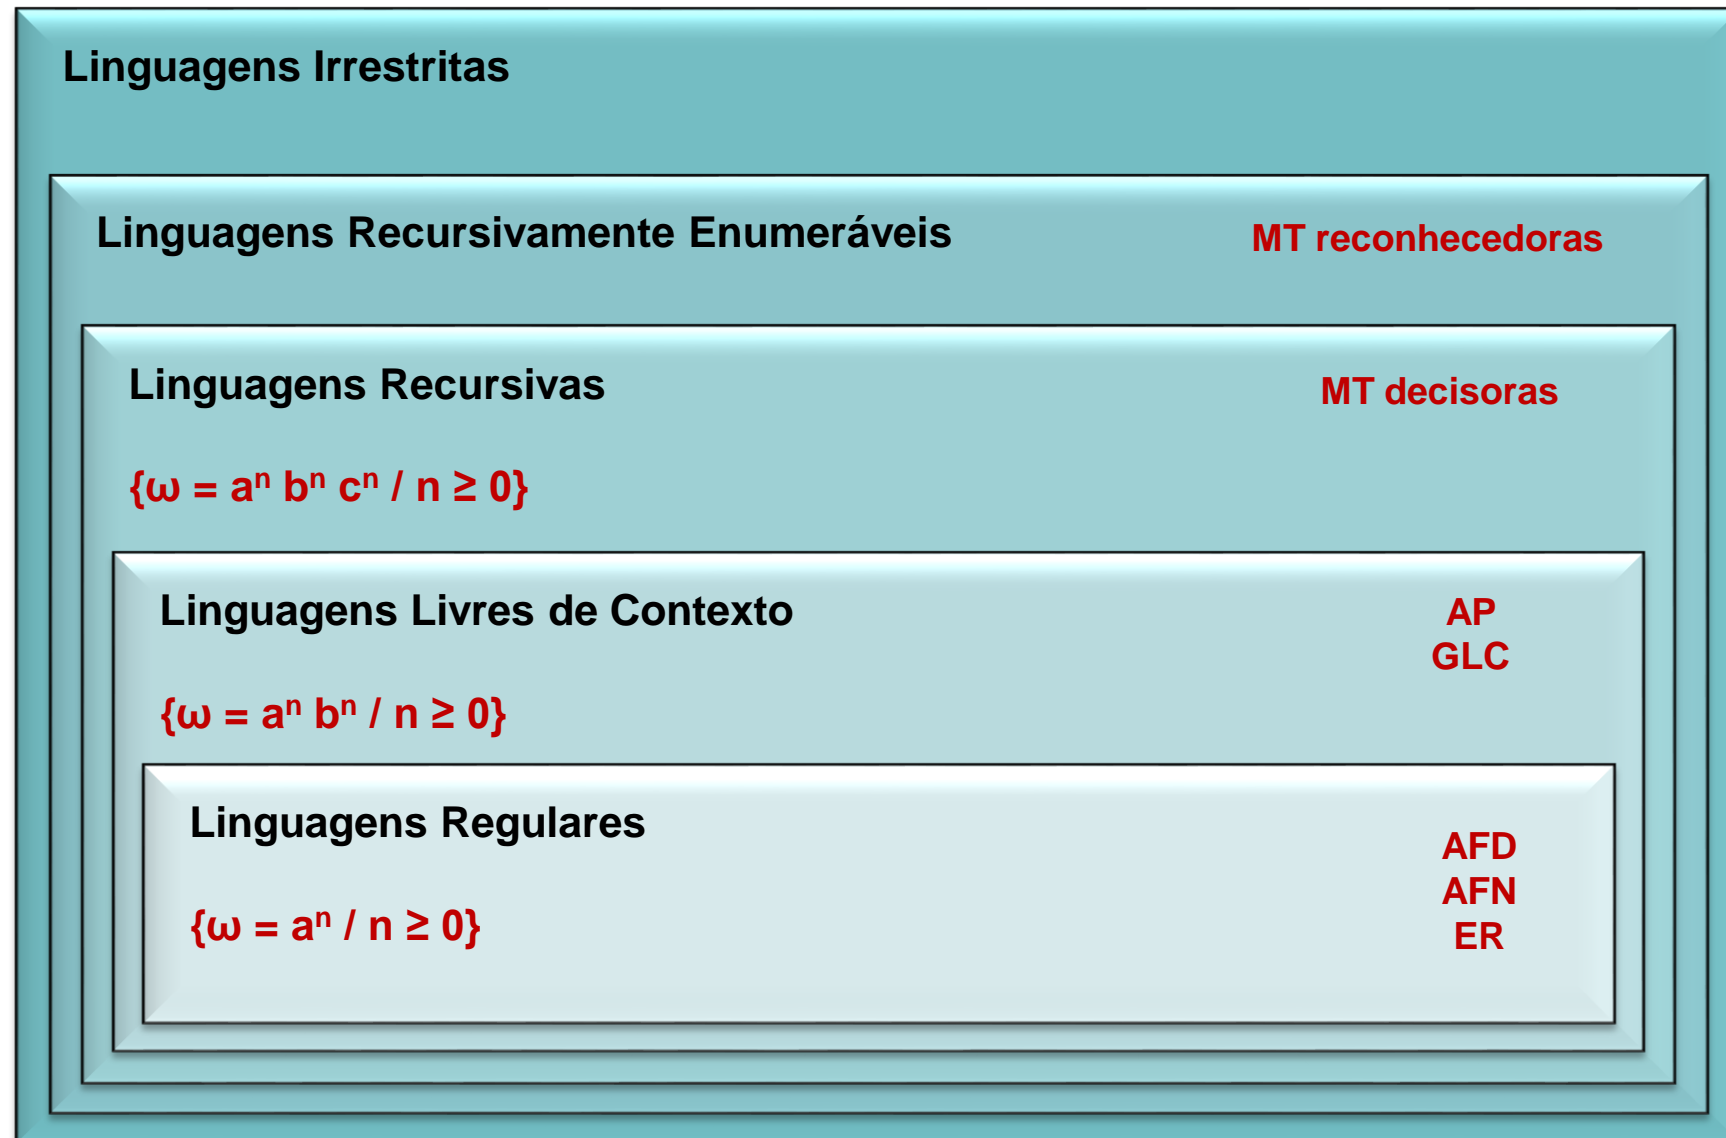 Linguagens Irrestritas
Linguagens Recursivamente Enumeráveis
MT reconhecedoras
Linguagens Recursivas
MT decisoras
{ω = aⁿ bⁿ cⁿ / n ≥ 0}
Linguagens Livres de Contexto
AP
GLC
{ω = aⁿ bⁿ / n ≥ 0}
Linguagens Regulares
AFD
AFN
ER
{ω = aⁿ / n ≥ 0}